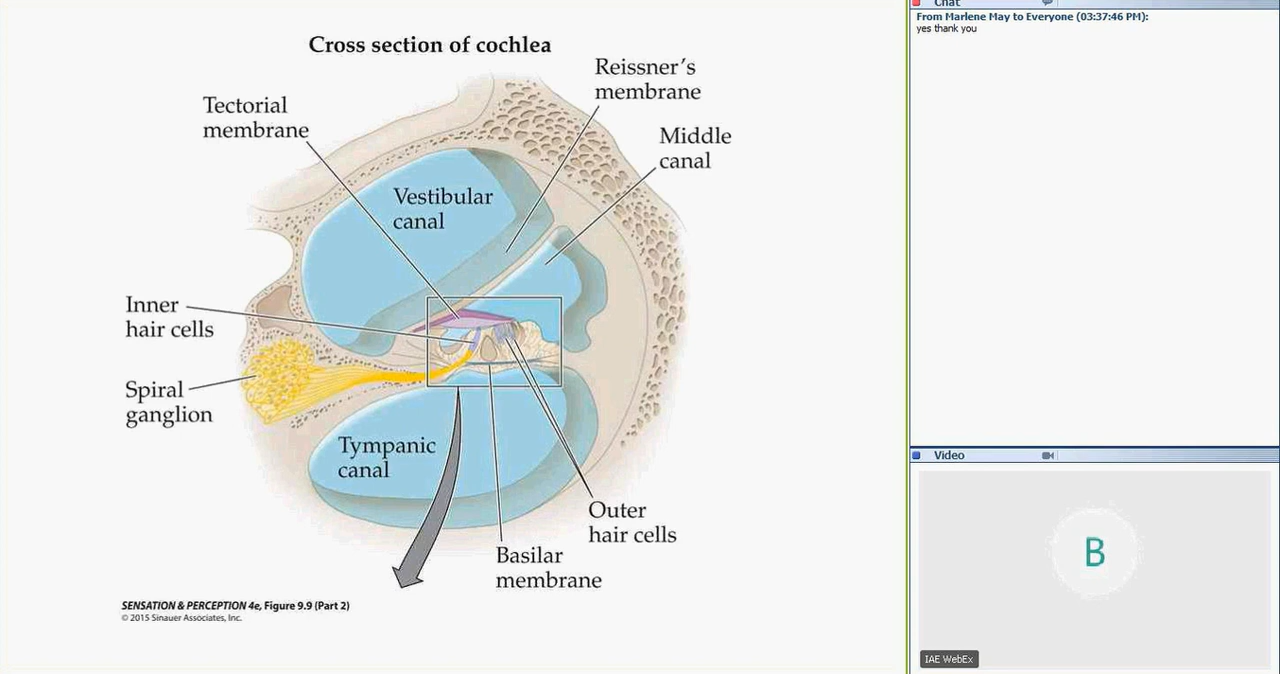 Cross section of cochlea
Reissner's
membrane
Tectorial
membrane
Middle
canal
Vestibular
canal
Inner
hair cells
Spiral
ganglion
Tympanic
canal
Outer
hair cells
Basilar
membrane
SENSATION & PERCEPTION 4e, Figure 9.9 (Part 2)
© 2015 Sinauer Associates, Inc.
Chat
From Marlene May to Everyone (03:37:46 PM):
yes thank you
Video
B
IAE WebEx